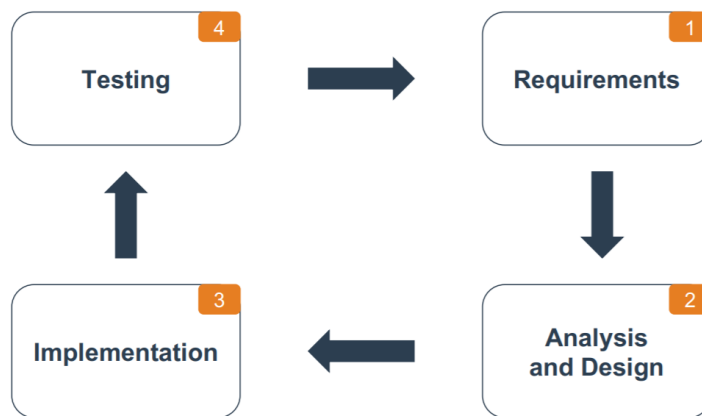 4
Testing
1
Requirements
3
Implementation
2
Analysis
and Design